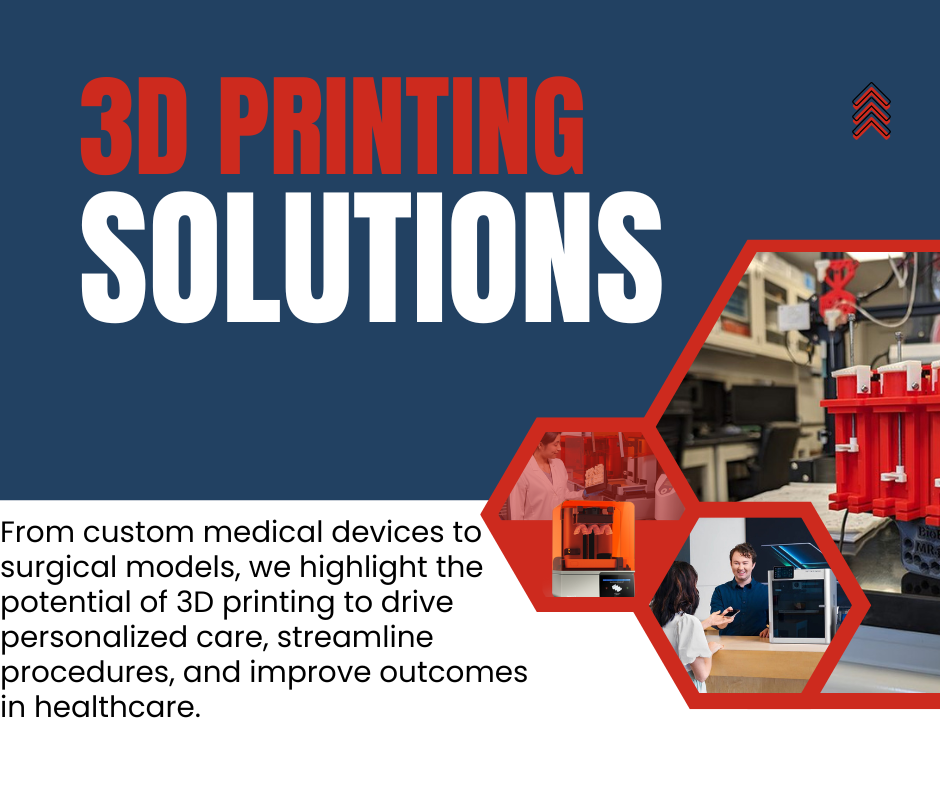 3D PRINTING
SOLUTIONS
From custom medical devices to
surgical models, we highlight the
potential of 3D printing to drive
personalized care, streamline
procedures, and improve outcomes
in healthcare.